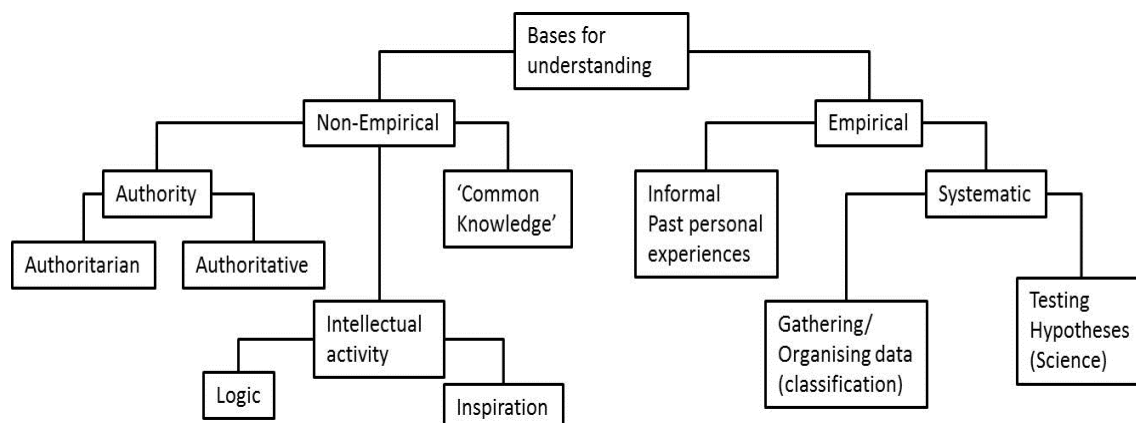 Bases for
understanding
Non-Empirical
Empirical
Authority
‘Common
Knowledge’
Informal
Past personal
experiences
Systematic
Authoritarian
Authoritative
Intellectual
activity
Gathering/
Organising data
(classification)
Testing
Hypotheses
(Science)
Logic
Inspiration